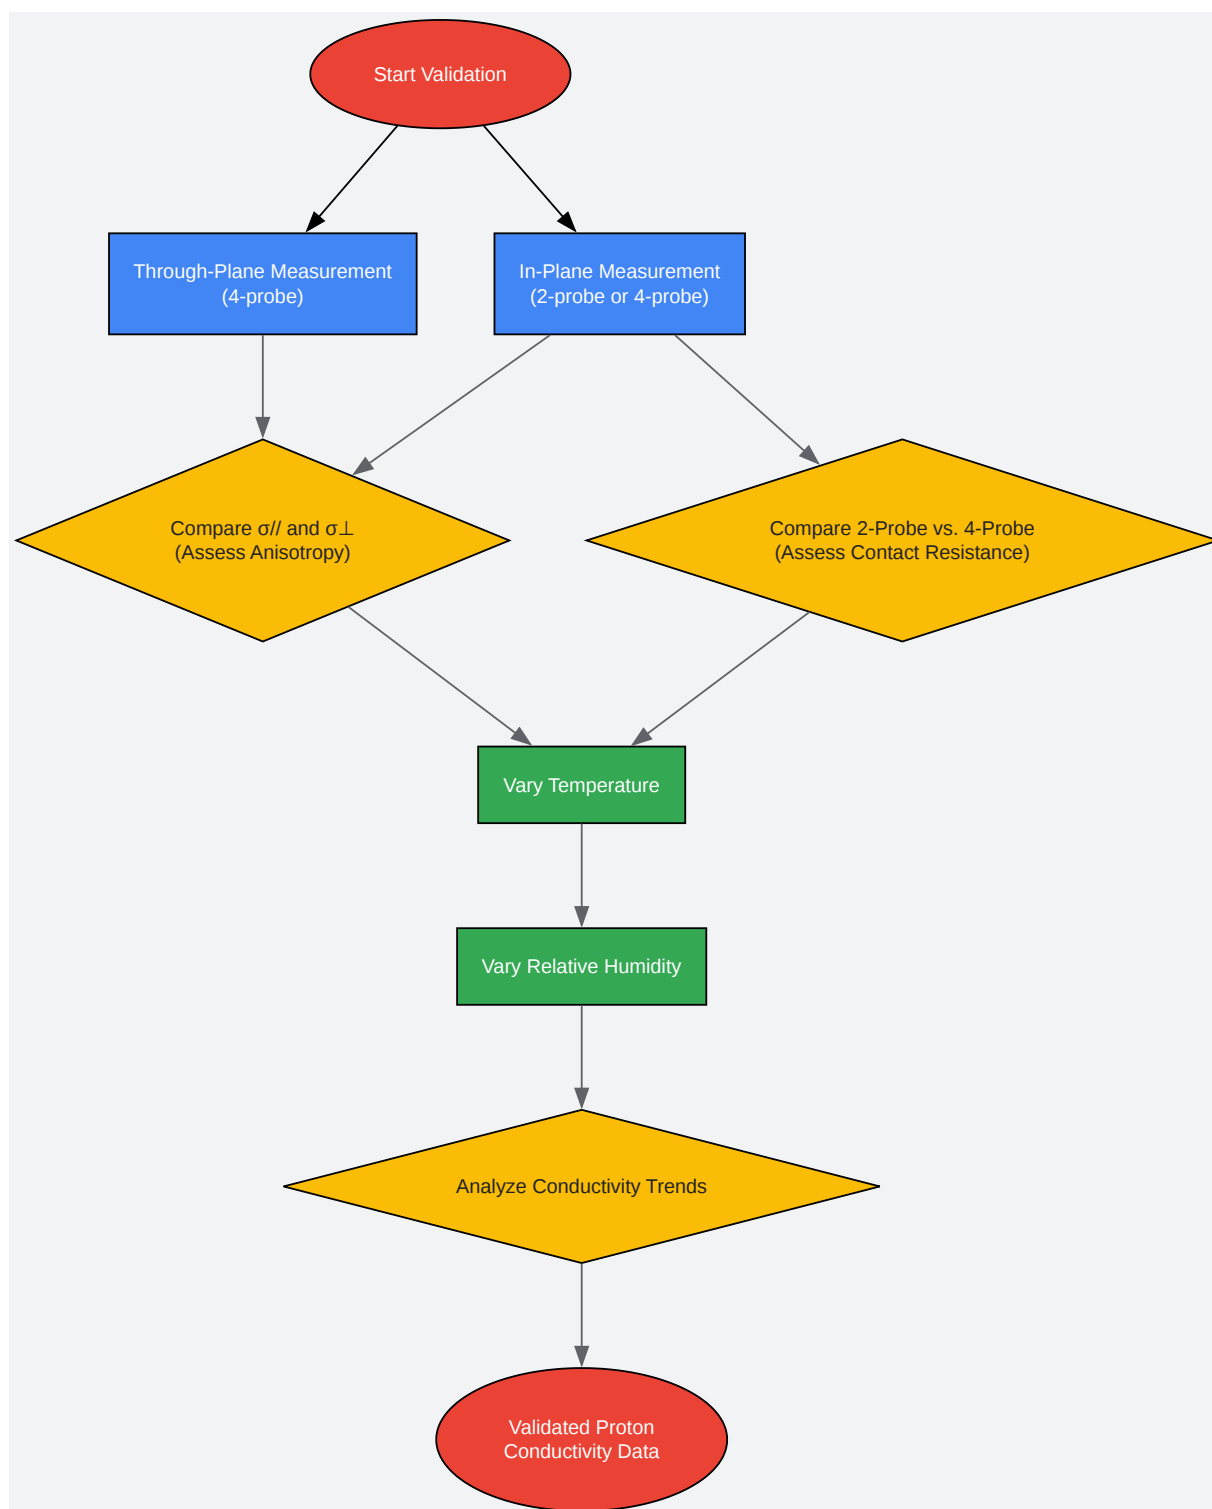 Start Validation
Through-Plane Measurement
(4-probe)
In-Plane Measurement
(2-probe or 4-probe)
Compare σ// and σ⊥
(Assess Anisotropy)
Compare 2-Probe vs. 4-Probe
(Assess Contact Resistance)
Vary Temperature
Vary Relative Humidity
Analyze Conductivity Trends
Validated Proton
Conductivity Data